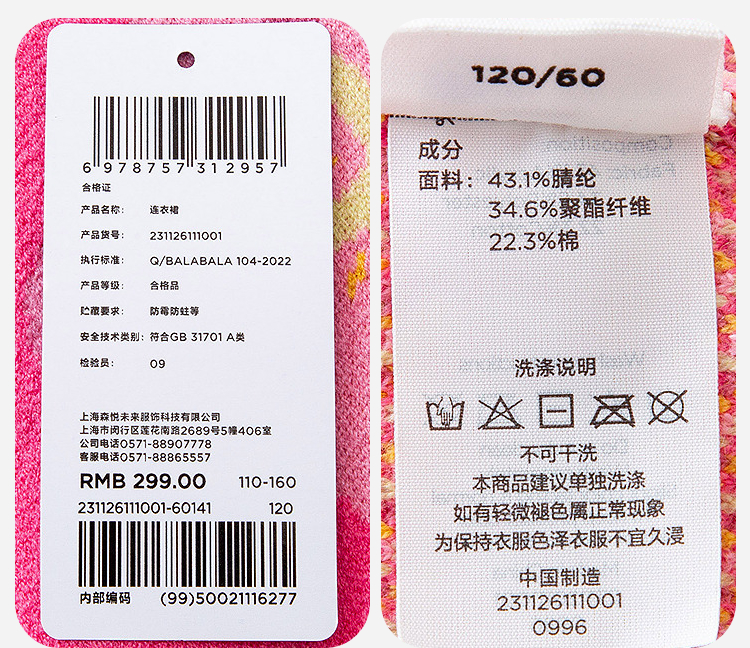 6 978757 312957
合格证
产品名称: 连衣裙
产品货号: 231126111001
执行标准: Q/BALABALA 104-2022
产品等级: 合格品
贮藏要求: 防霉防蛀等
安全技术类别: 符合GB 31701 A类
检验员: 09
上海森悦未来服饰科技有限公司
上海市闵行区莲花南路2689号5幢406室
公司电话0571-88907778
客服电话0571-88865557
RMB 299.00 110-160
231126111001-60141 120
内部编码 (99)50021116277
120/60
成分
面料: 43.1%腈纶
34.6%聚酯纤维
22.3%棉
洗涤说明
不可干洗
本商品建议单独洗涤
如有轻微褪色属正常现象
为保持衣服色泽衣服不宜久浸
中国制造
231126111001
0996